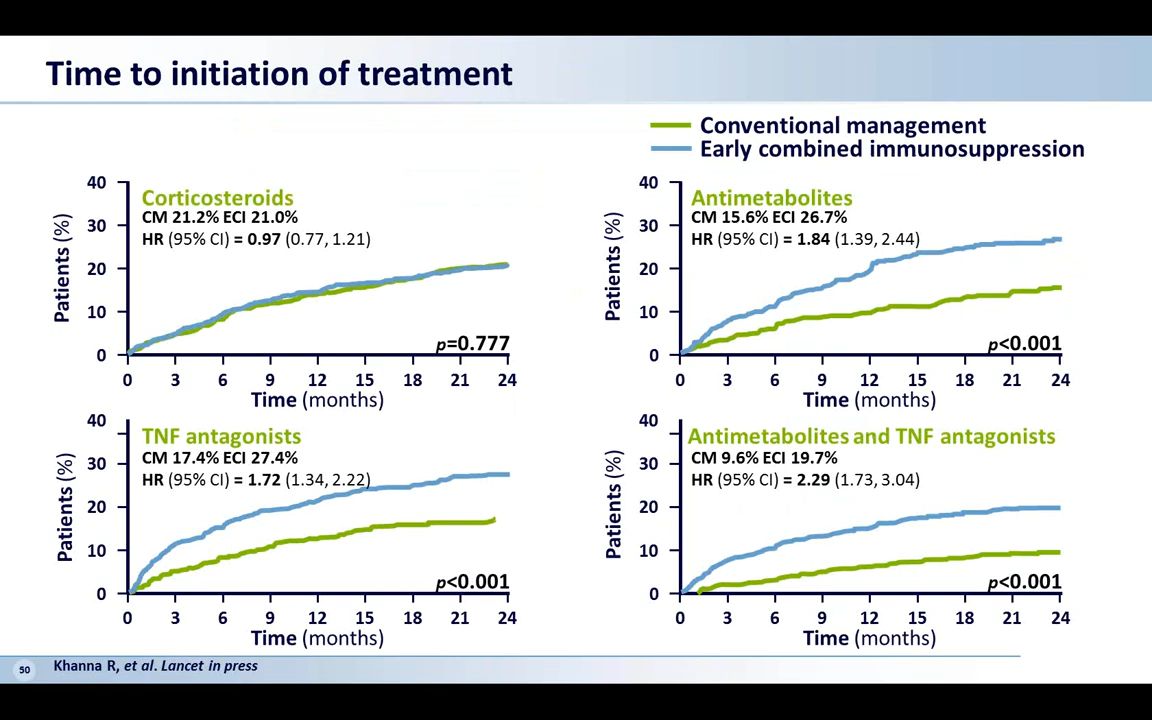 Time to initiation of treatment
Conventional management
Early combined immunosuppression
Corticosteroids
CM 21.2% ECI 21.0%
HR (95% CI) = 0.97 (0.77, 1.21)
Patients (%)
40
30
20
10
0
p=0.777
0 3 6 9 12 15 18 21 24
Time (months)
Antimetabolites
CM 15.6% ECI 26.7%
HR (95% CI) = 1.84 (1.39, 2.44)
Patients (%)
40
30
20
10
0
p<0.001
0 3 6 9 12 15 18 21 24
Time (months)
TNF antagonists
CM 17.4% ECI 27.4%
HR (95% CI) = 1.72 (1.34, 2.22)
Patients (%)
40
30
20
10
0
p<0.001
0 3 6 9 12 15 18 21 24
Time (months)
Antimetabolites and TNF antagonists
CM 9.6% ECI 19.7%
HR (95% CI) = 2.29 (1.73, 3.04)
Patients (%)
40
30
20
10
0
p<0.001
0 3 6 9 12 15 18 21 24
Time (months)
50
Khanna R, et al. Lancet in press